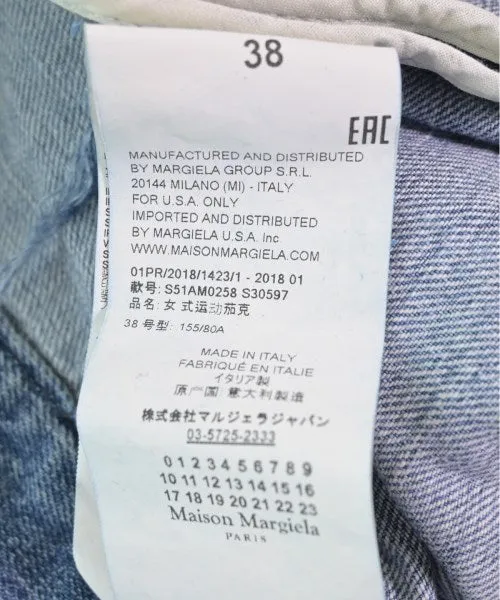 38
EAC
MANUFACTURED AND DISTRIBUTED
BY MARGIELA GROUP S.R.L.
20144 MILANO (MI) - ITALY
FOR U.S.A. ONLY
IMPORTED AND DISTRIBUTED
BY MARGIELA U.S.A. Inc.
WWW.MAISONMARGIELA.COM
01PR/2018/1423/1 - 2018 01
款号: S51AM0258 S30597
品名: 女式运动茄克
38 号型: 155/80A
MADE IN ITALY
FABRIQUÉ EN ITALIE
イタリア製
原产国 意大利製造
株式会社マルジェラジャパン
03-5725-2333
0 1 2 3 4 5 6 7 8 9
10 11 12 13 14 15 16
17 18 19 20 21 22 23
Maison Margiela
PARIS